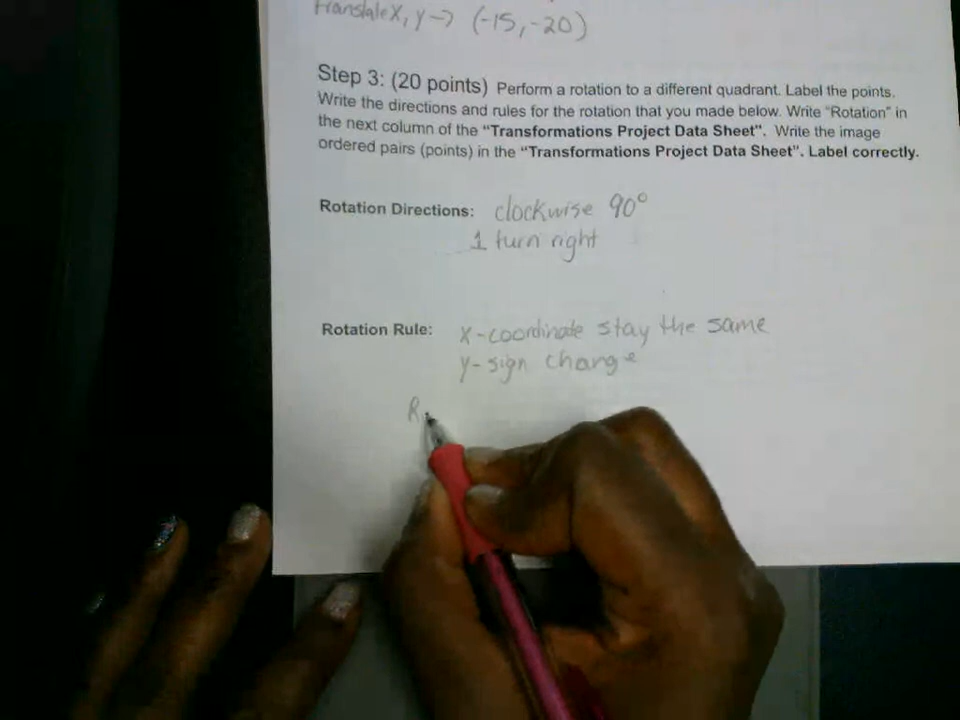 translate x, y → (-15, -20)
Step 3: (20 points) Perform a rotation to a different quadrant. Label the points.
Write the directions and rules for the rotation that you made below. Write "Rotation" in
the next column of the "Transformations Project Data Sheet". Write the image
ordered pairs (points) in the "Transformations Project Data Sheet". Label correctly.
Rotation Directions: clockwise 90°
1 turn right
Rotation Rule: x-coordinate stay the same
y-sign change
R